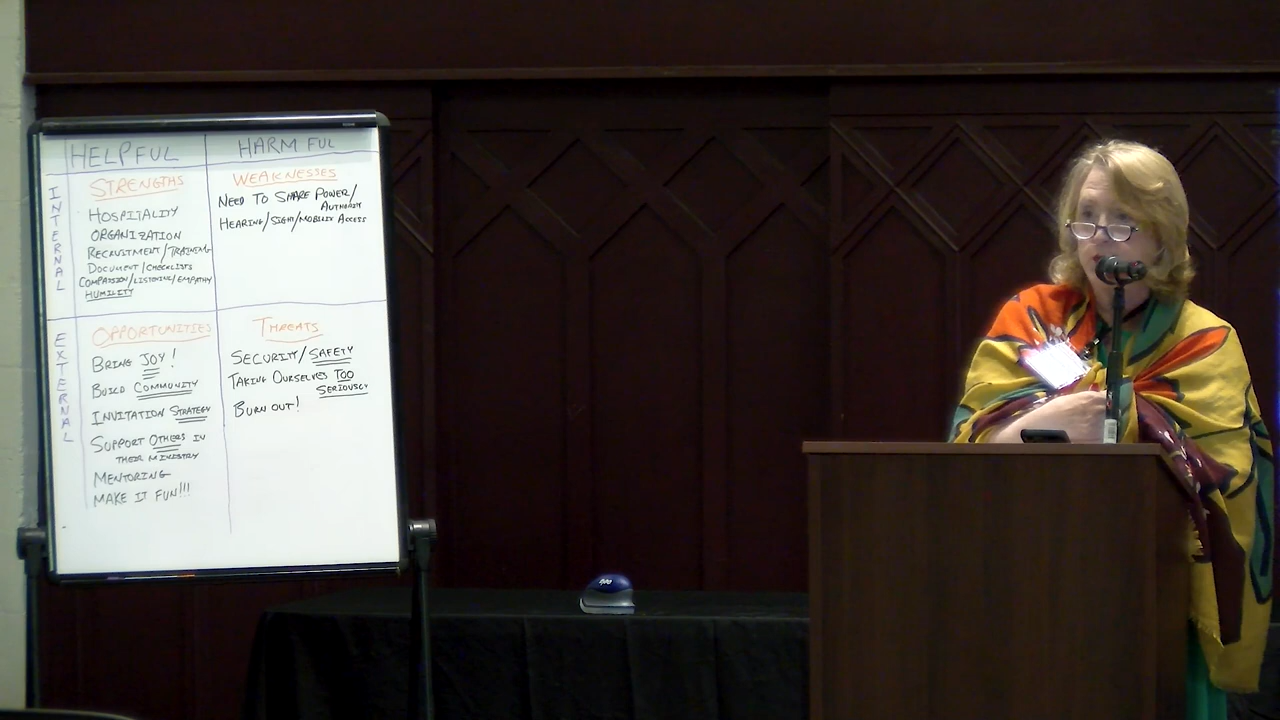 HELPFUL
HARMFUL
INTERNAL
STRENGTHS
HOSPITALITY
ORGANIZATION
RECRUITMENT/TRAINING
DOCUMENT/CHECKLISTS
COMPASSION/LISTENING/EMPATHY
HUMILITY
WEAKNESSES
NEED TO SHARE POWER/
AUTHORITY
HEARING/SIGHT/MOBILITY ACCESS
EXTERNAL
OPPORTUNITIES
BRING JOY!
BUILD COMMUNITY
INVITATION STRATEGY
SUPPORT OTHERS IN
THEIR MINISTRY
MENTORING
MAKE IT FUN!!!
THREATS
SECURITY/SAFETY
TAKING OURSELVES TOO
SERIOUSLY
BURN OUT!